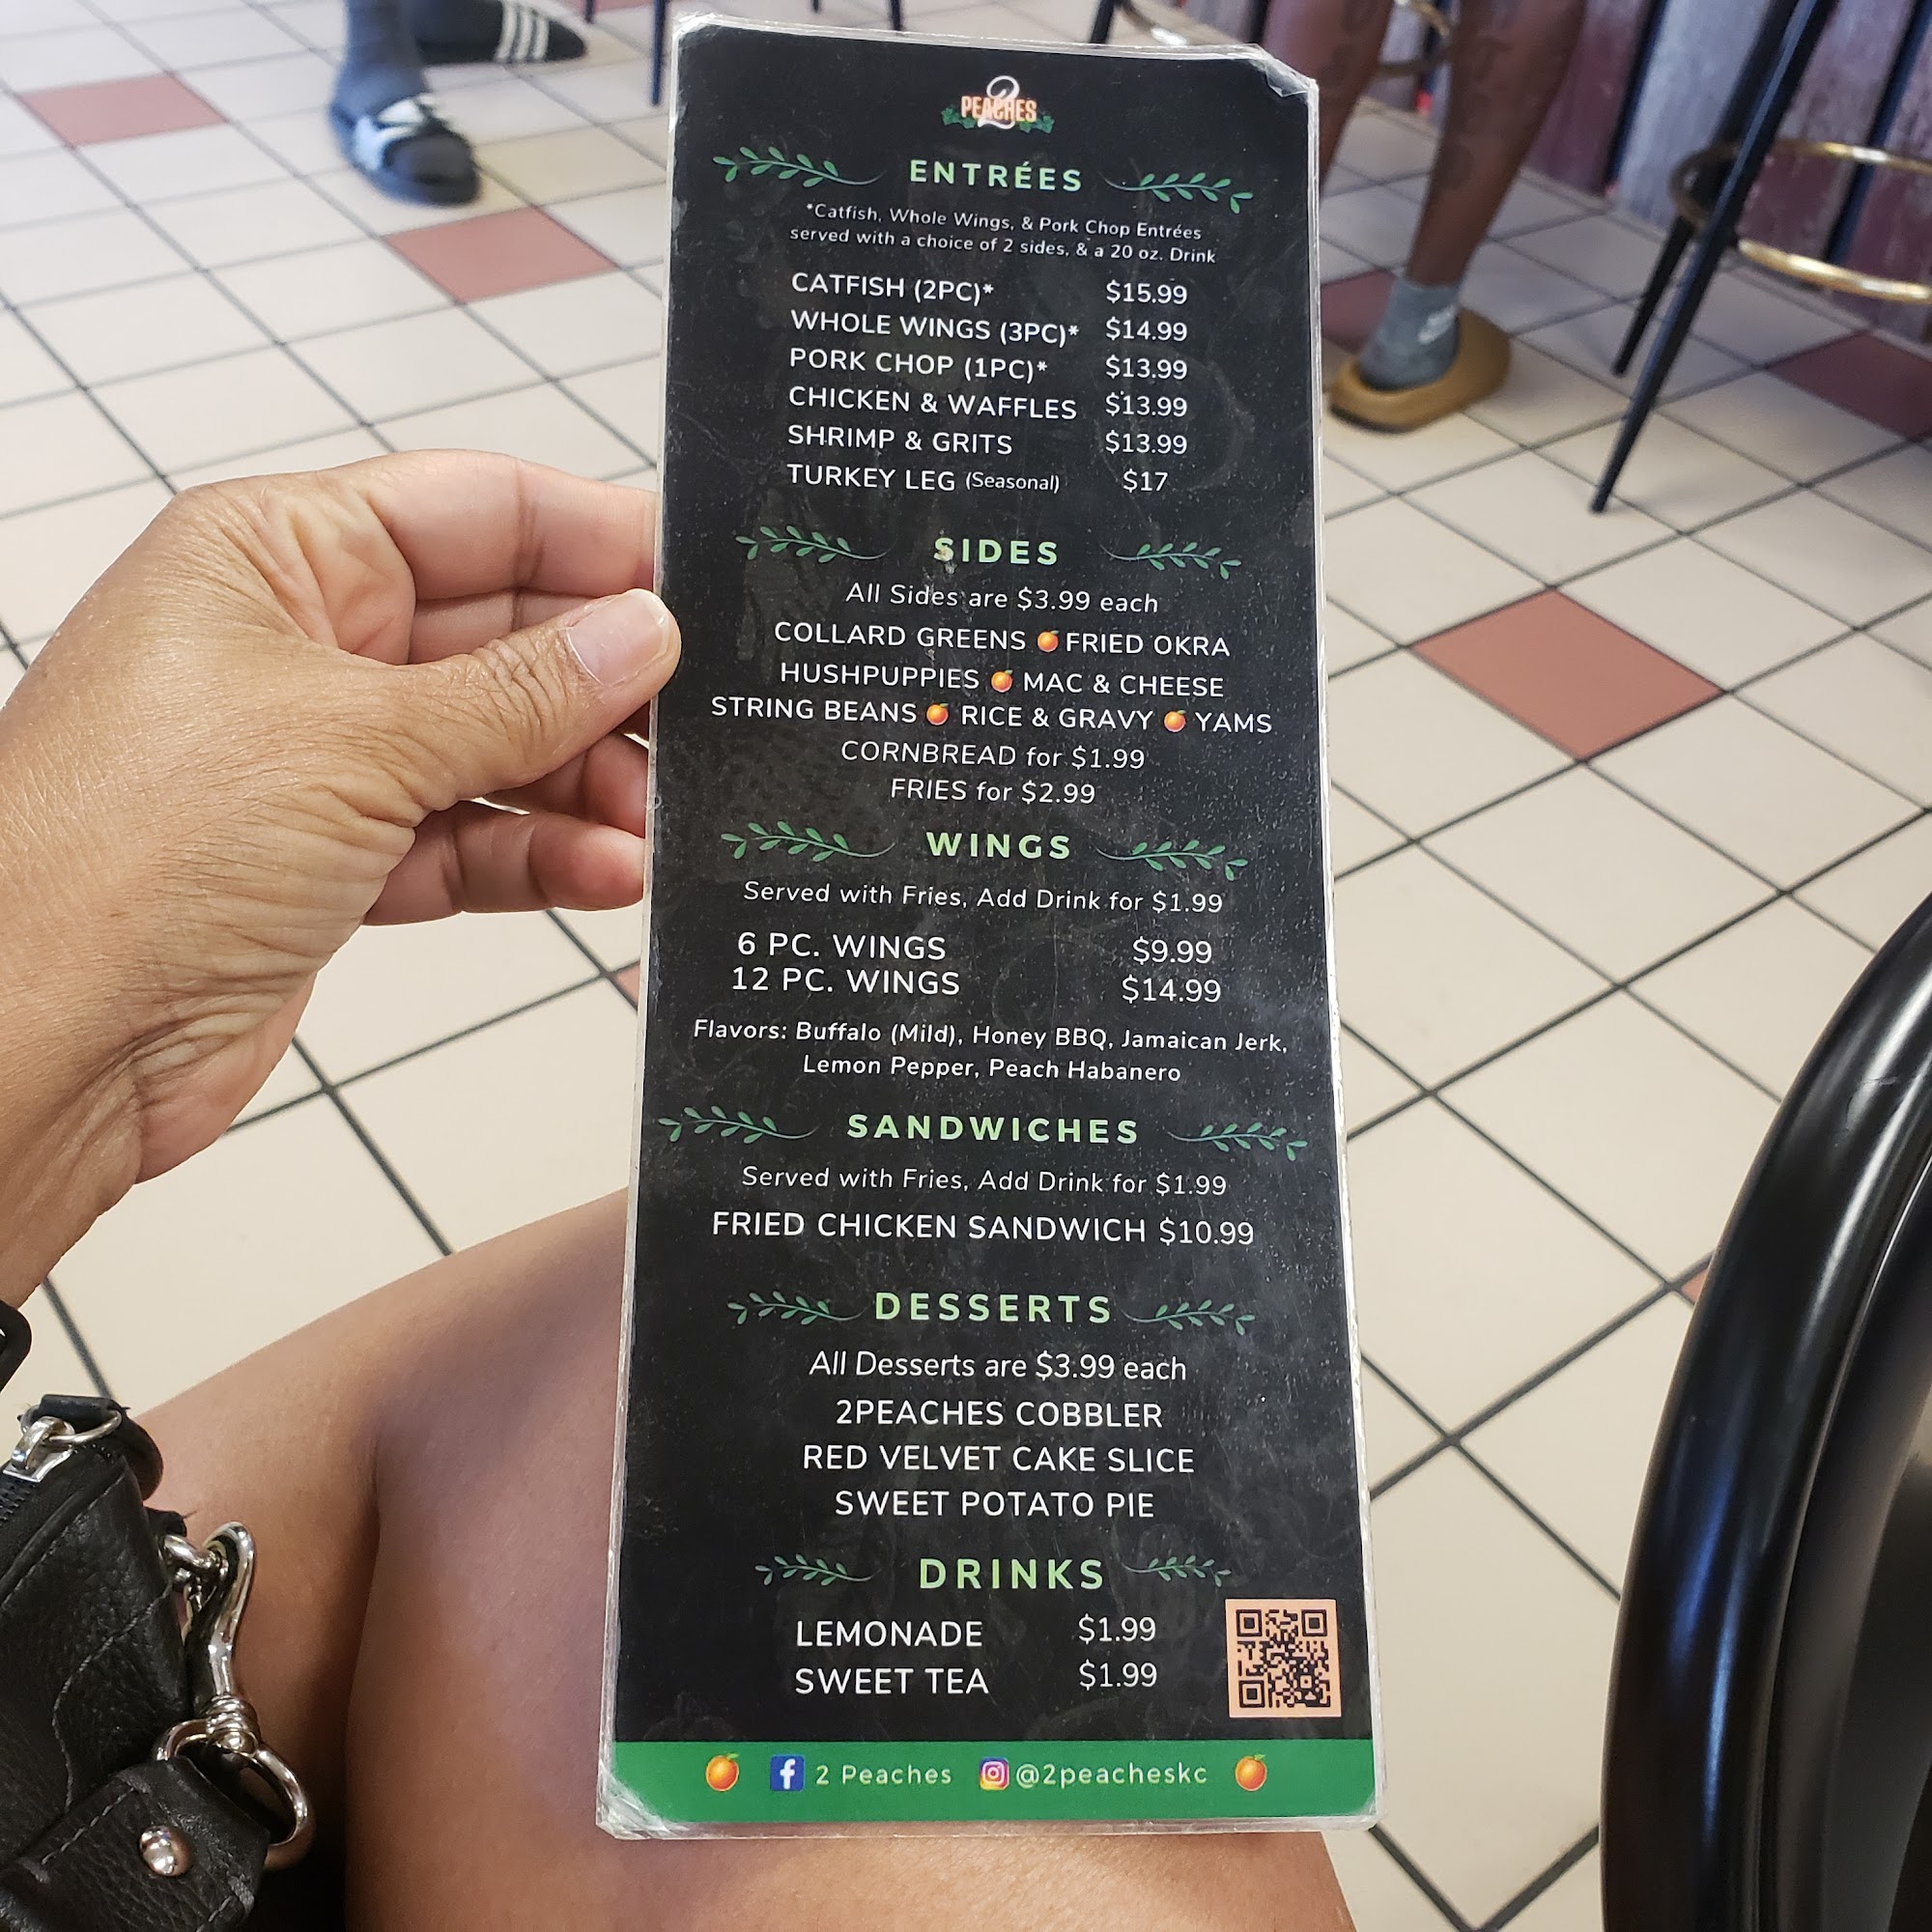 2
PEACHES
ENTRÉES
*Catfish, Whole Wings, & Pork Chop Entrées
served with a choice of 2 sides, & a 20 oz. Drink
CATFISH (2PC)* $15.99
WHOLE WINGS (3PC)* $14.99
PORK CHOP (1PC)* $13.99
CHICKEN & WAFFLES $13.99
SHRIMP & GRITS $13.99
TURKEY LEG (Seasonal) $17
SIDES
All Sides are $3.99 each
COLLARD GREENS 🍑 FRIED OKRA
HUSHPUPPIES 🍑 MAC & CHEESE
STRING BEANS 🍑 RICE & GRAVY 🍑 YAMS
CORNBREAD for $1.99
FRIES for $2.99
WINGS
Served with Fries, Add Drink for $1.99
6 PC. WINGS $9.99
12 PC. WINGS $14.99
Flavors: Buffalo (Mild), Honey BBQ, Jamaican Jerk,
Lemon Pepper, Peach Habanero
SANDWICHES
Served with Fries, Add Drink for $1.99
FRIED CHICKEN SANDWICH $10.99
DESSERTS
All Desserts are $3.99 each
2PEACHES COBBLER
RED VELVET CAKE SLICE
SWEET POTATO PIE
DRINKS
LEMONADE $1.99
SWEET TEA $1.99
2 Peaches @2peacheskc